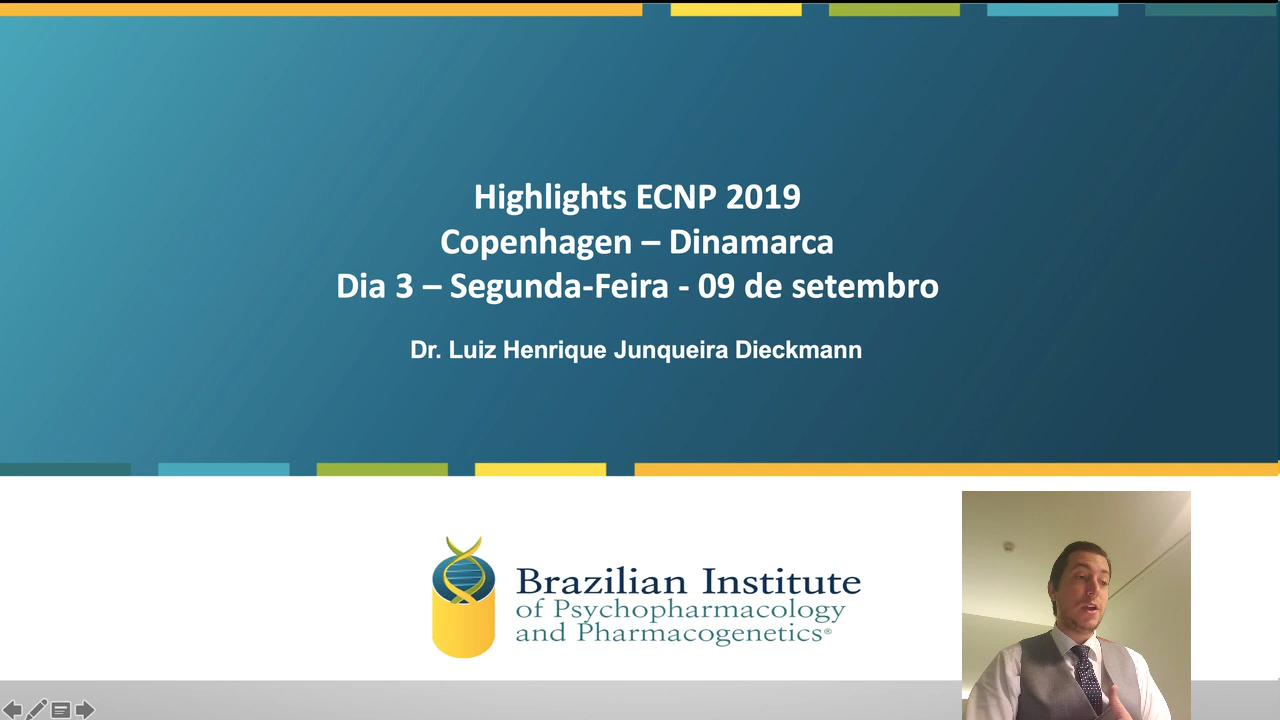 Highlights ECNP 2019
Copenhagen – Dinamarca
Dia 3 – Segunda-Feira - 09 de setembro
Dr. Luiz Henrique Junqueira Dieckmann
Brazilian Institute
of Psychopharmacology
and Pharmacogenetics®